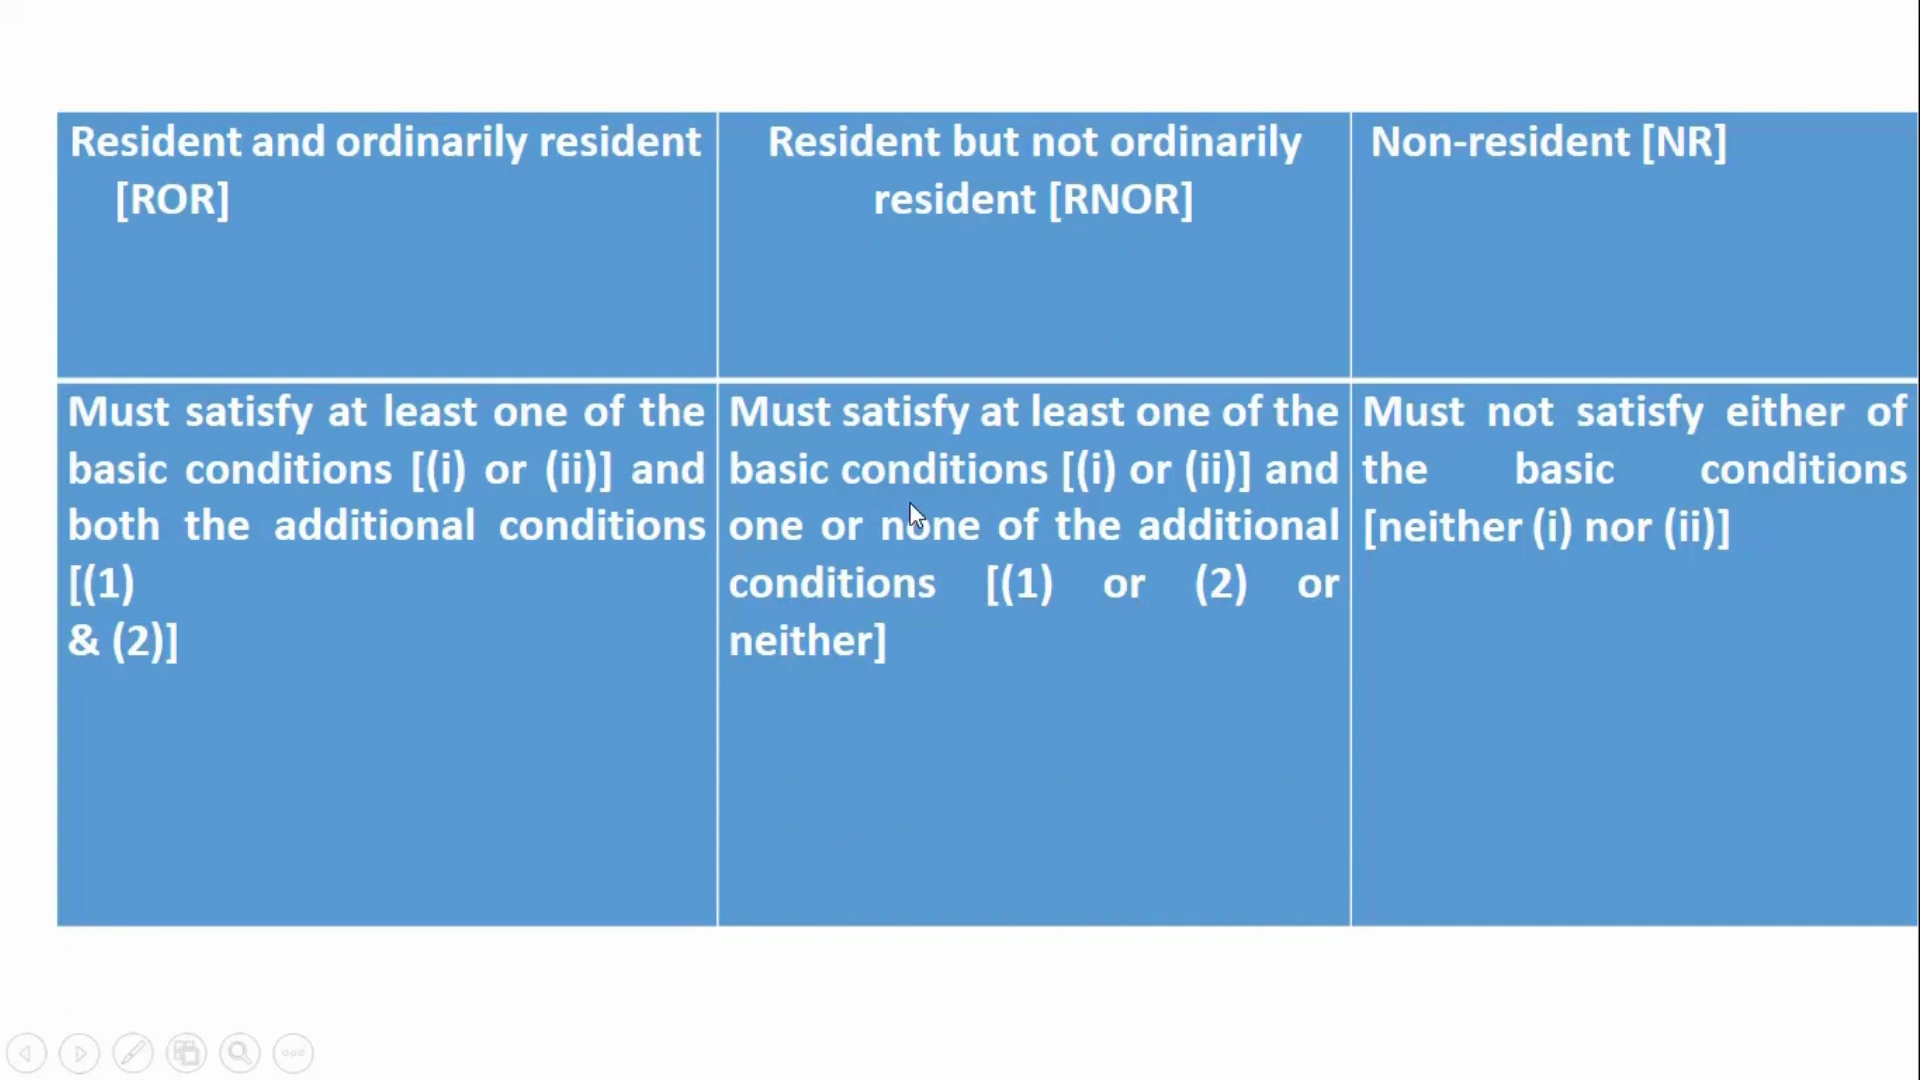 Resident and ordinarily resident
[ROR]
Resident but not ordinarily
resident [RNOR]
Non-resident [NR]
Must satisfy at least one of the
basic conditions [(i) or (ii)] and
both the additional conditions
[(1)
& (2)]
Must satisfy at least one of the
basic conditions [(i) or (ii)] and
one or none of the additional
conditions [(1) or (2) or
neither]
Must not satisfy either of
the basic conditions
[neither (i) nor (ii)]